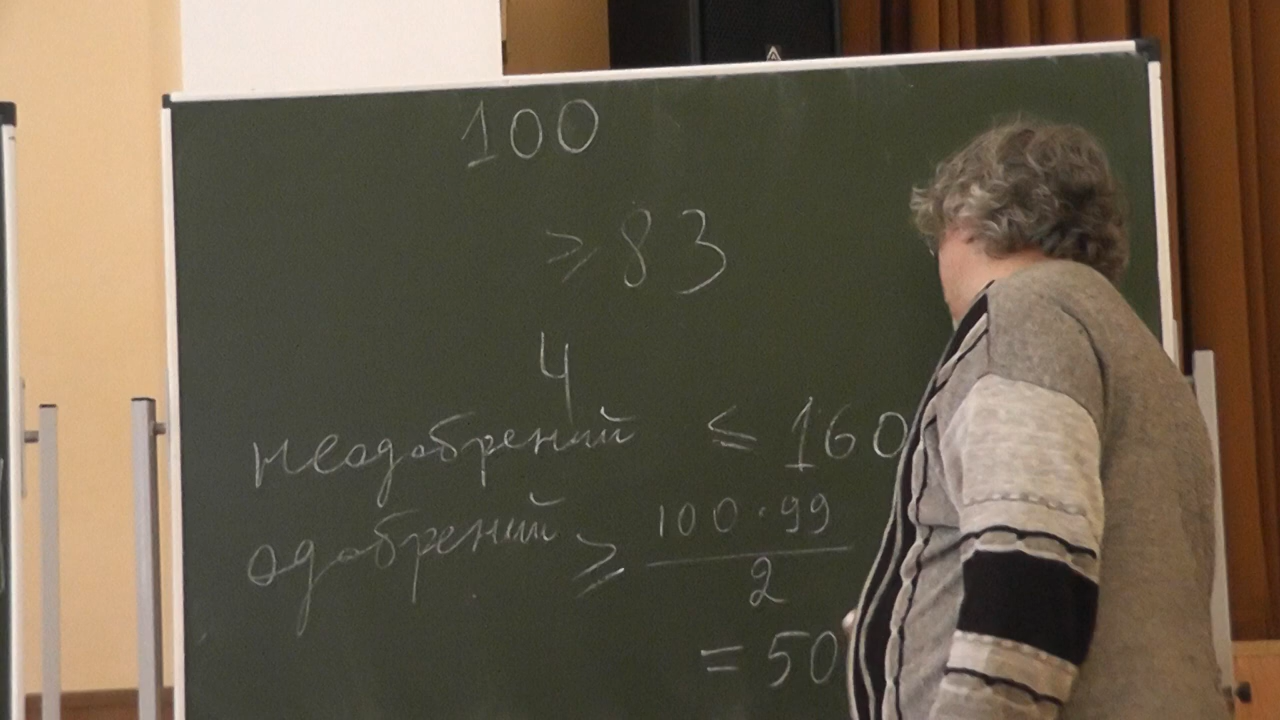 100
≥ 83
4
неодобрений ≤ 160
одобрений ≥ 100·99 / 2
= 50